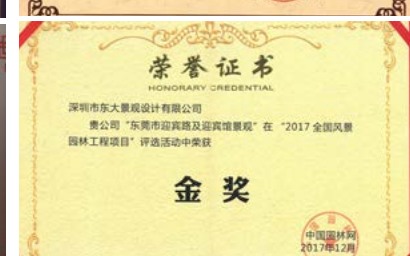 荣誉证书
HONORARY CREDENTIAL
深圳市东大景观设计有限公司
贵公司“东莞市迎宾路及迎宾馆景观”在“2017全国风景
园林工程项目”评选活动中荣获
金奖
中国园林网
2017年12月